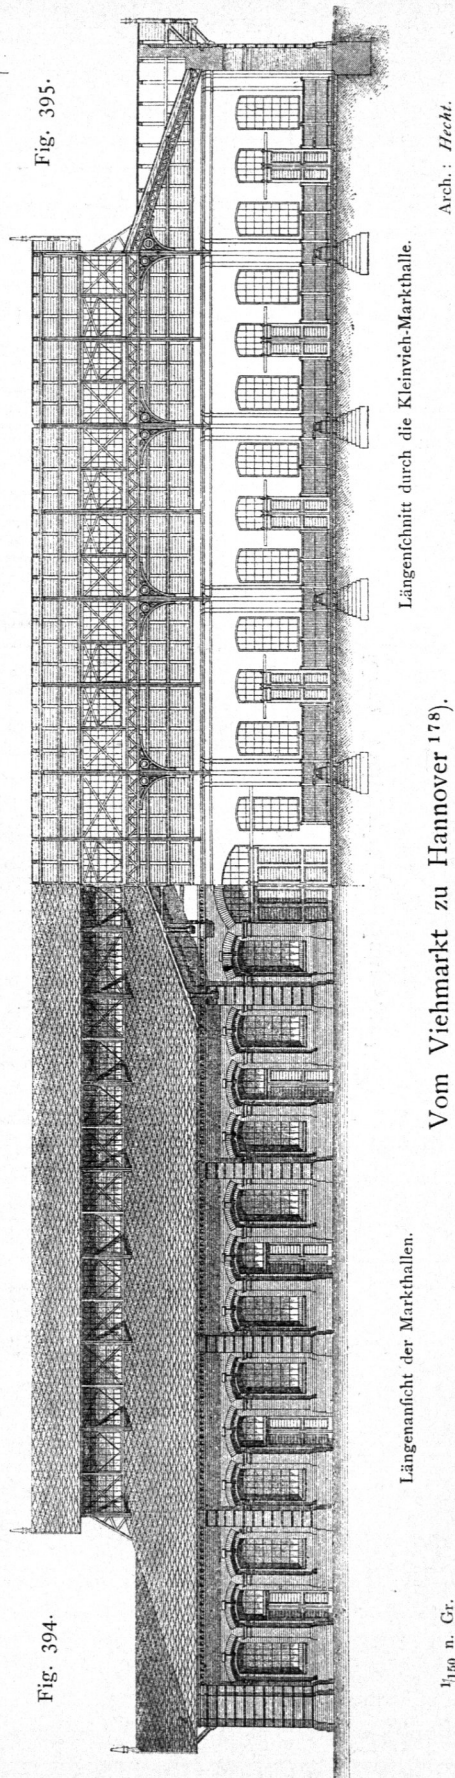 Fig. 394.
Fig. 395.
Längenanſicht der Markthallen.
Längenſchnitt durch die Kleinvieh-Markthalle.
1/150 n. Gr.
Arch.: Hecht.
Vom Viehmarkt zu Hannover 178).